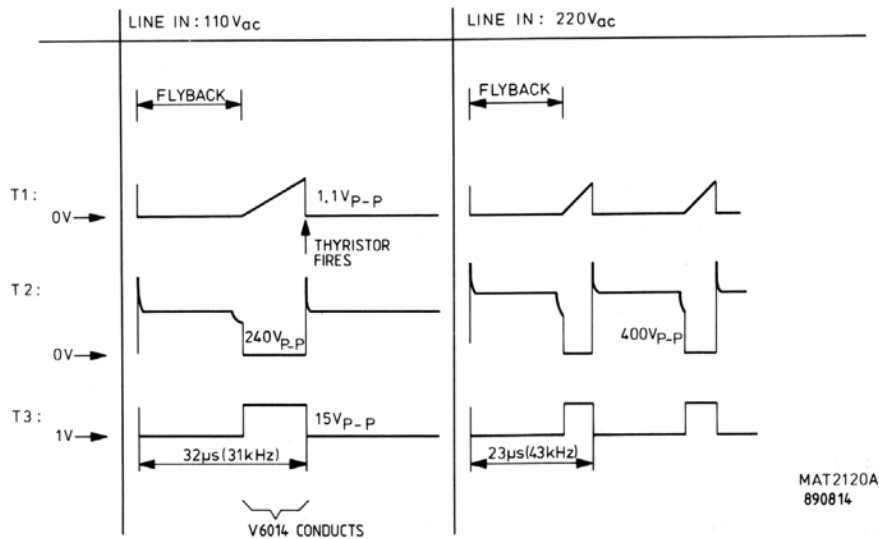 LINE IN: 110Vac
LINE IN: 220Vac
FLYBACK
FLYBACK
T1:
1,1VP-P
0V
THYRISTOR
FIRES
T2:
240VP-P
400VP-P
0V
T3:
15VP-P
1V
32µs(31kHz)
23µs(43kHz)
MAT2120A
890814
V6014 CONDUCTS